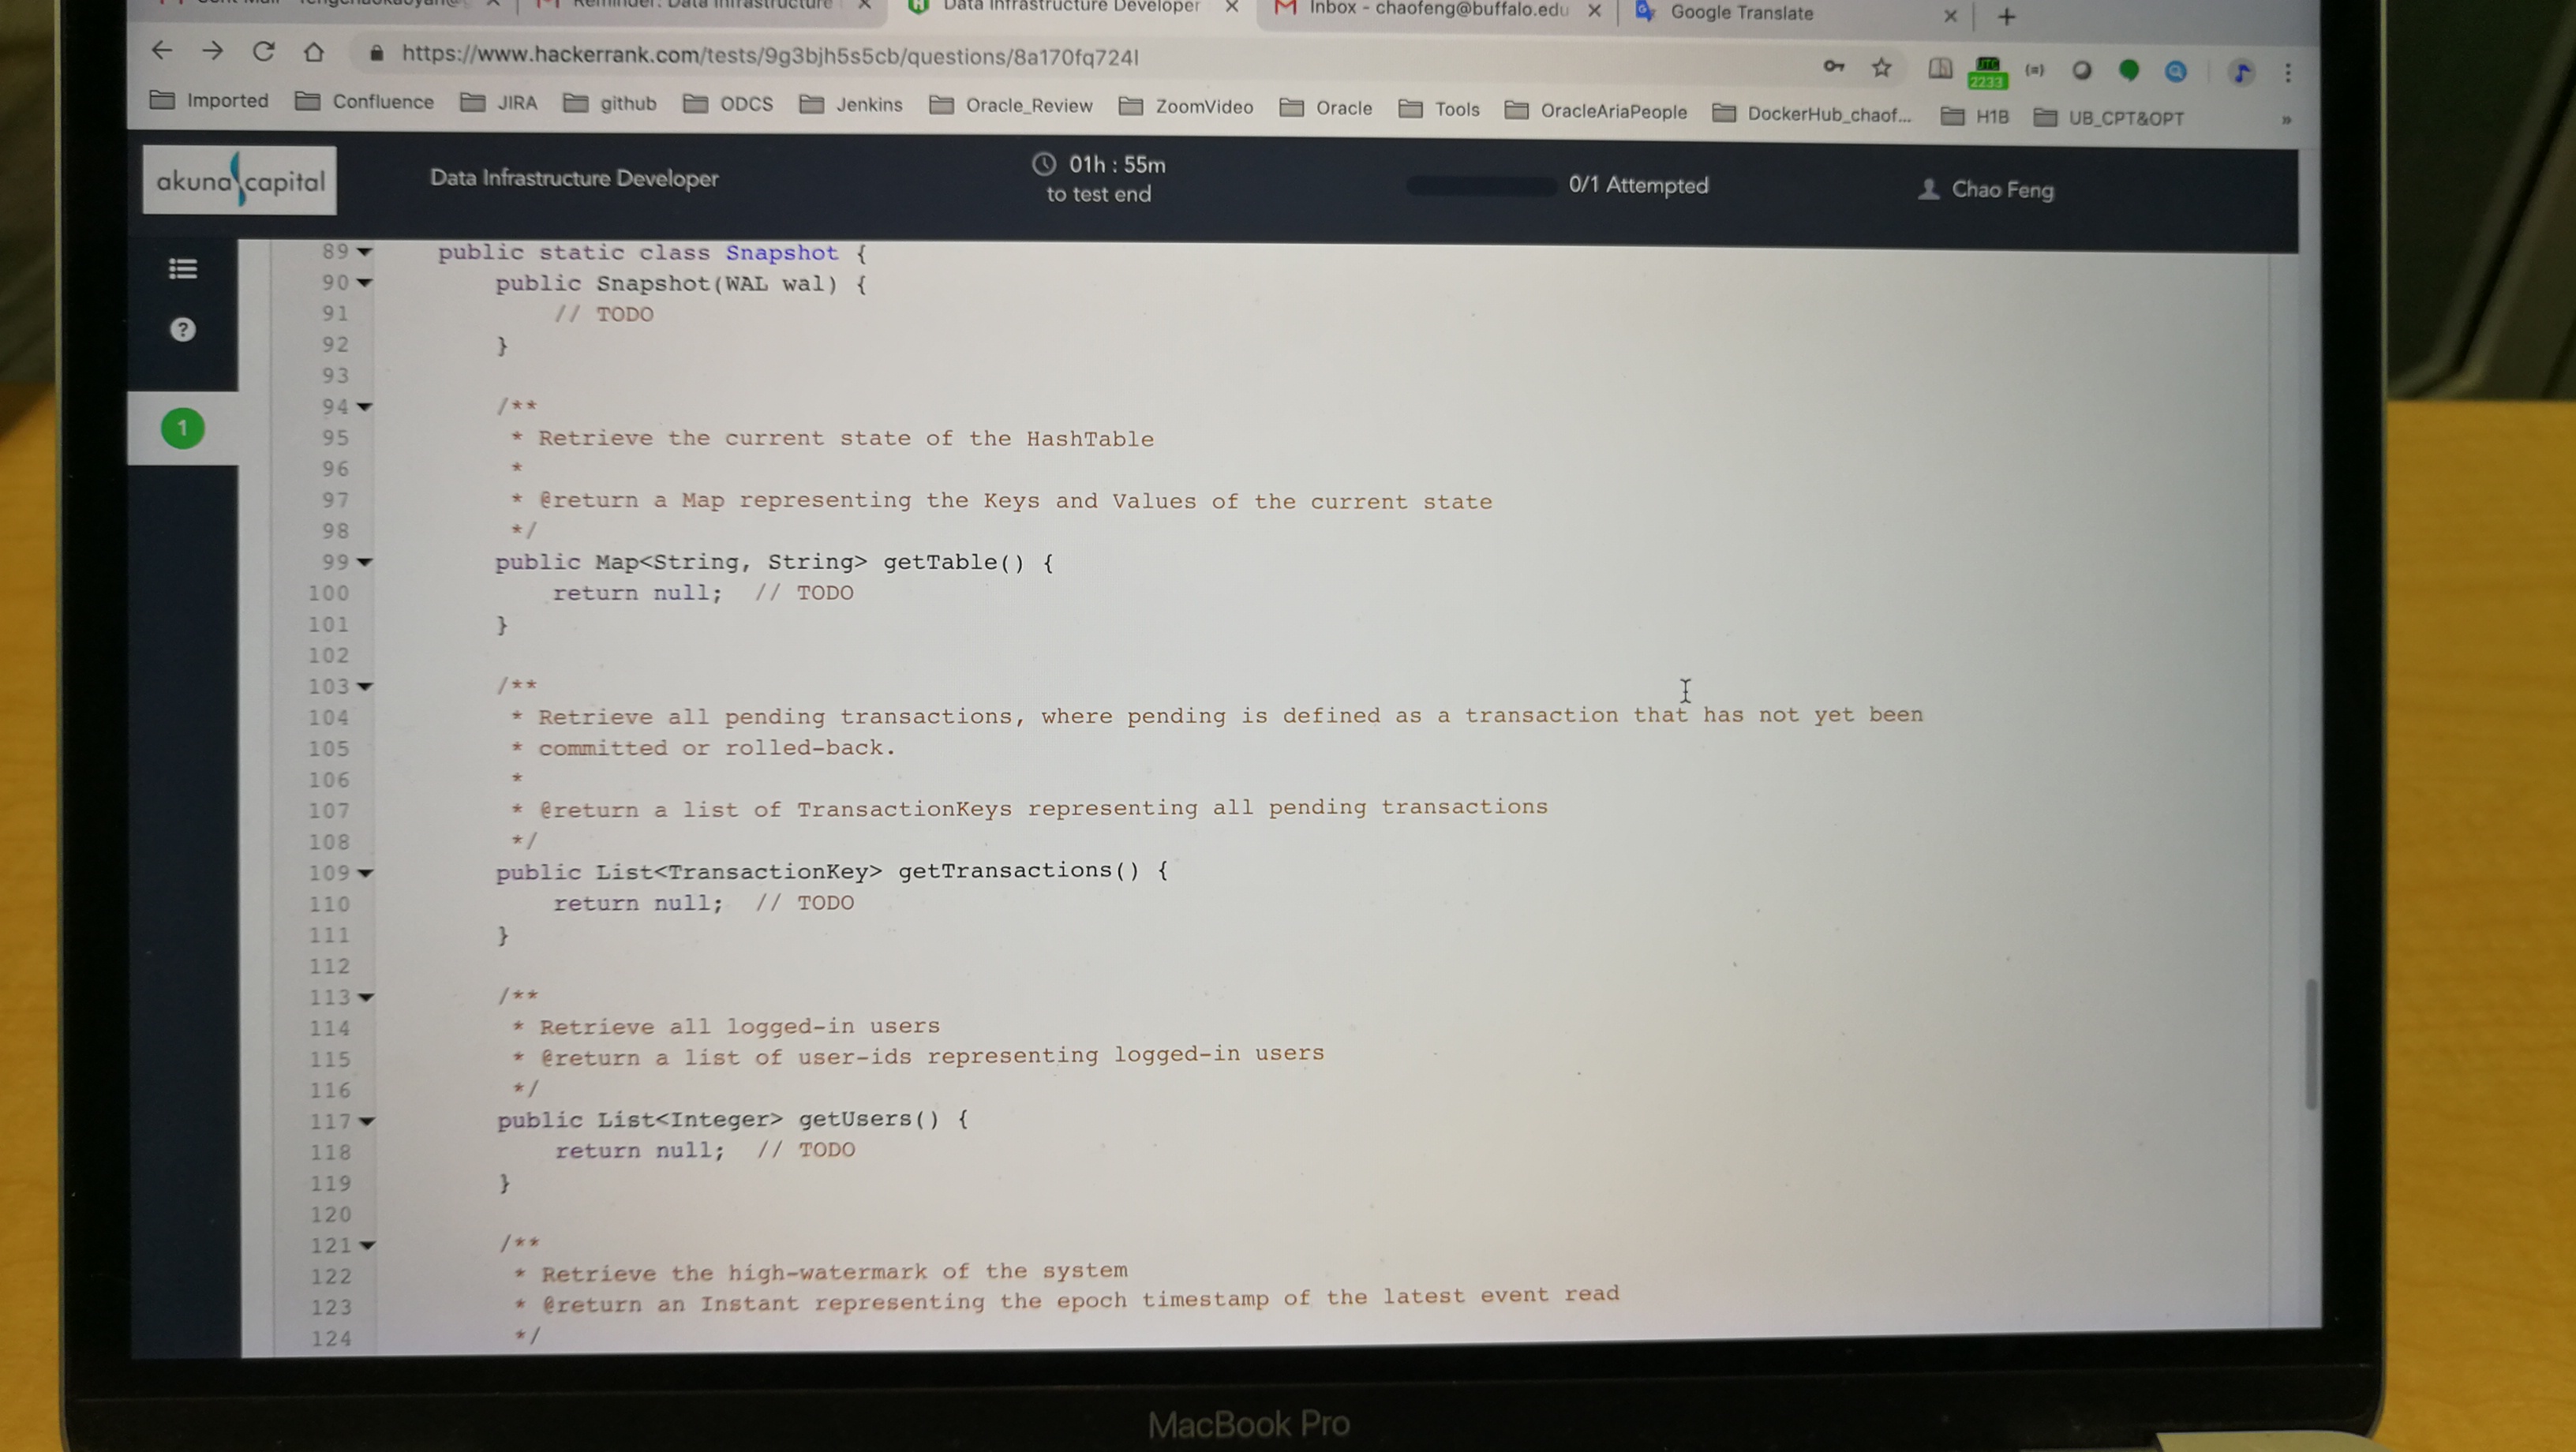 Data Infrastructure Developer
Inbox - chaofeng@buffalo.edu
Google Translate
https://www.hackerrank.com/tests/9g3bjh5s5cb/questions/8a170fq724l
2233
Imported Confluence JIRA github ODCS Jenkins Oracle_Review ZoomVideo Oracle Tools OracleAriaPeople DockerHub_chaof... H1B UB_CPT&OPT »
akuna capital
Data Infrastructure Developer
01h : 55m
to test end
0/1 Attempted
Chao Feng
1
89 public static class Snapshot {
90 public Snapshot(WAL wal) {
91 // TODO
92 }
93
94 /**
95 * Retrieve the current state of the HashTable
96 *
97 * @return a Map representing the Keys and Values of the current state
98 */
99 public Map<String, String> getTable() {
100 return null; // TODO
101 }
102
103 /**
104 * Retrieve all pending transactions, where pending is defined as a transaction that has not yet been
105 * committed or rolled-back.
106 *
107 * @return a list of TransactionKeys representing all pending transactions
108 */
109 public List<TransactionKey> getTransactions() {
110 return null; // TODO
111 }
112
113 /**
114 * Retrieve all logged-in users
115 * @return a list of user-ids representing logged-in users
116 */
117 public List<Integer> getUsers() {
118 return null; // TODO
119 }
120
121 /**
122 * Retrieve the high-watermark of the system
123 * @return an Instant representing the epoch timestamp of the latest event read
124 */
MacBook Pro